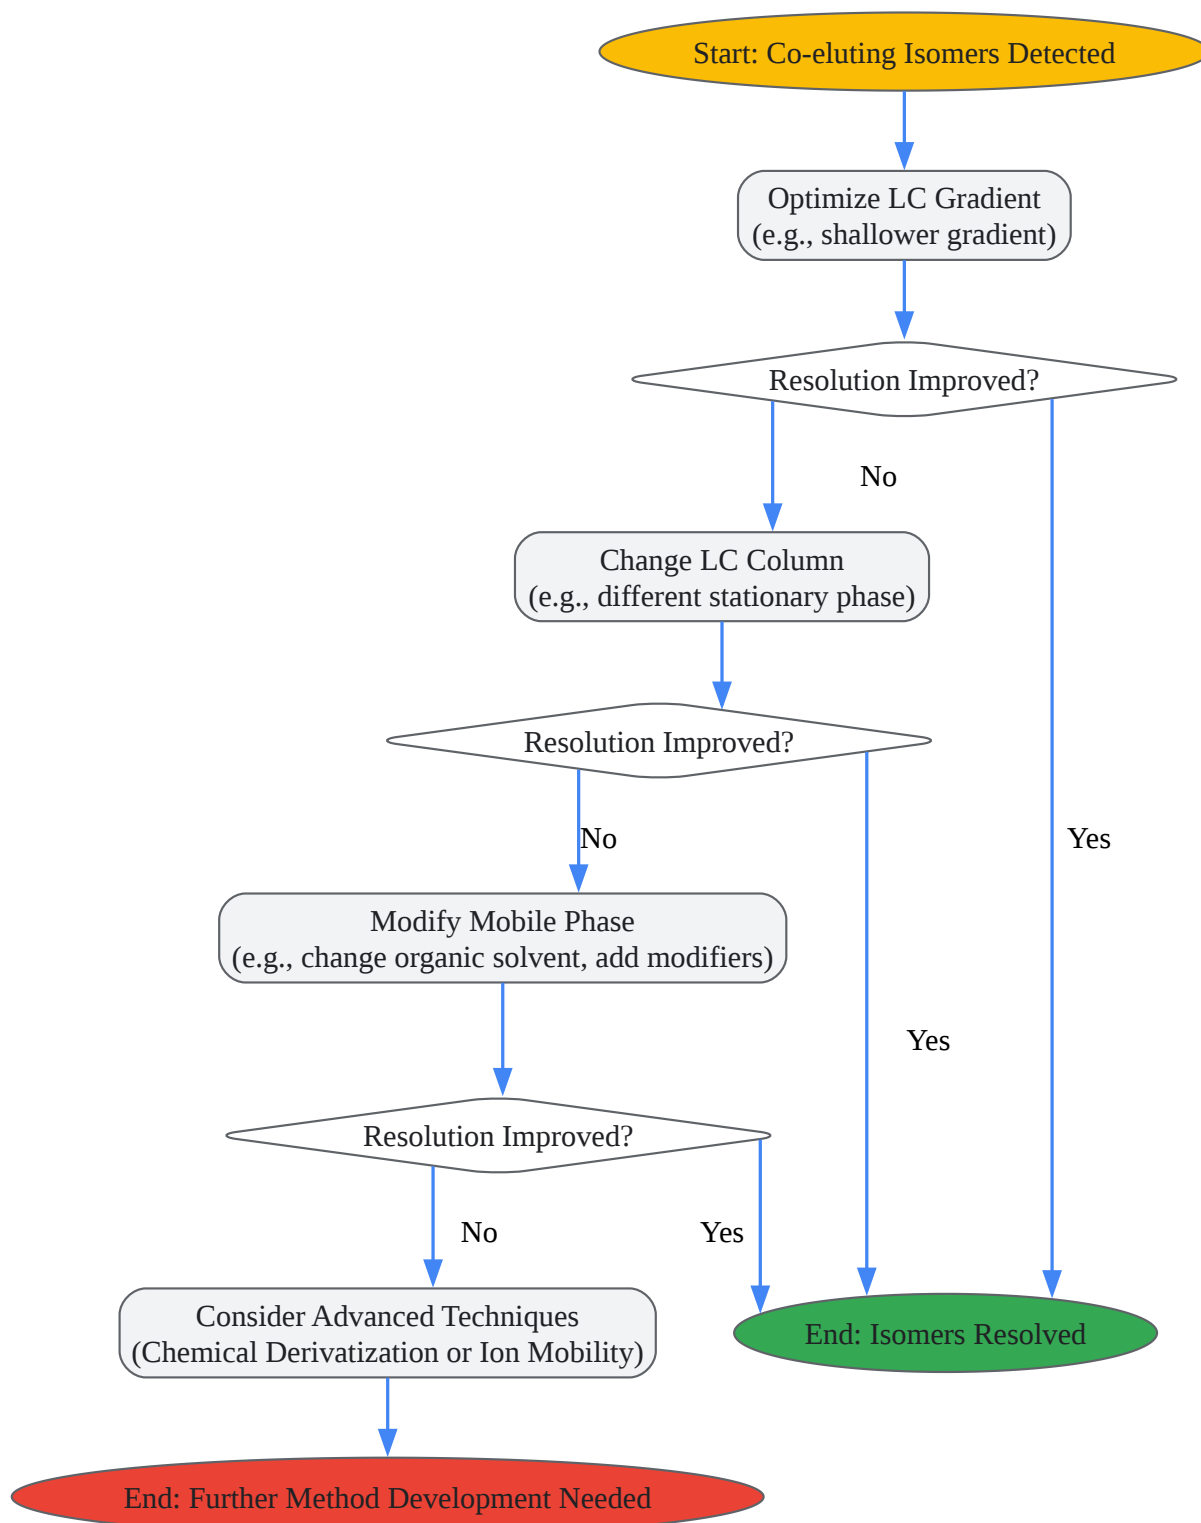 Start: Co-eluting Isomers Detected
Optimize LC Gradient
(e.g., shallower gradient)
Resolution Improved?
No
Change LC Column
(e.g., different stationary phase)
Resolution Improved?
No
Yes
Modify Mobile Phase
(e.g., change organic solvent, add modifiers)
Yes
Resolution Improved?
No
Yes
Consider Advanced Techniques
(Chemical Derivatization or Ion Mobility)
End: Isomers Resolved
End: Further Method Development Needed